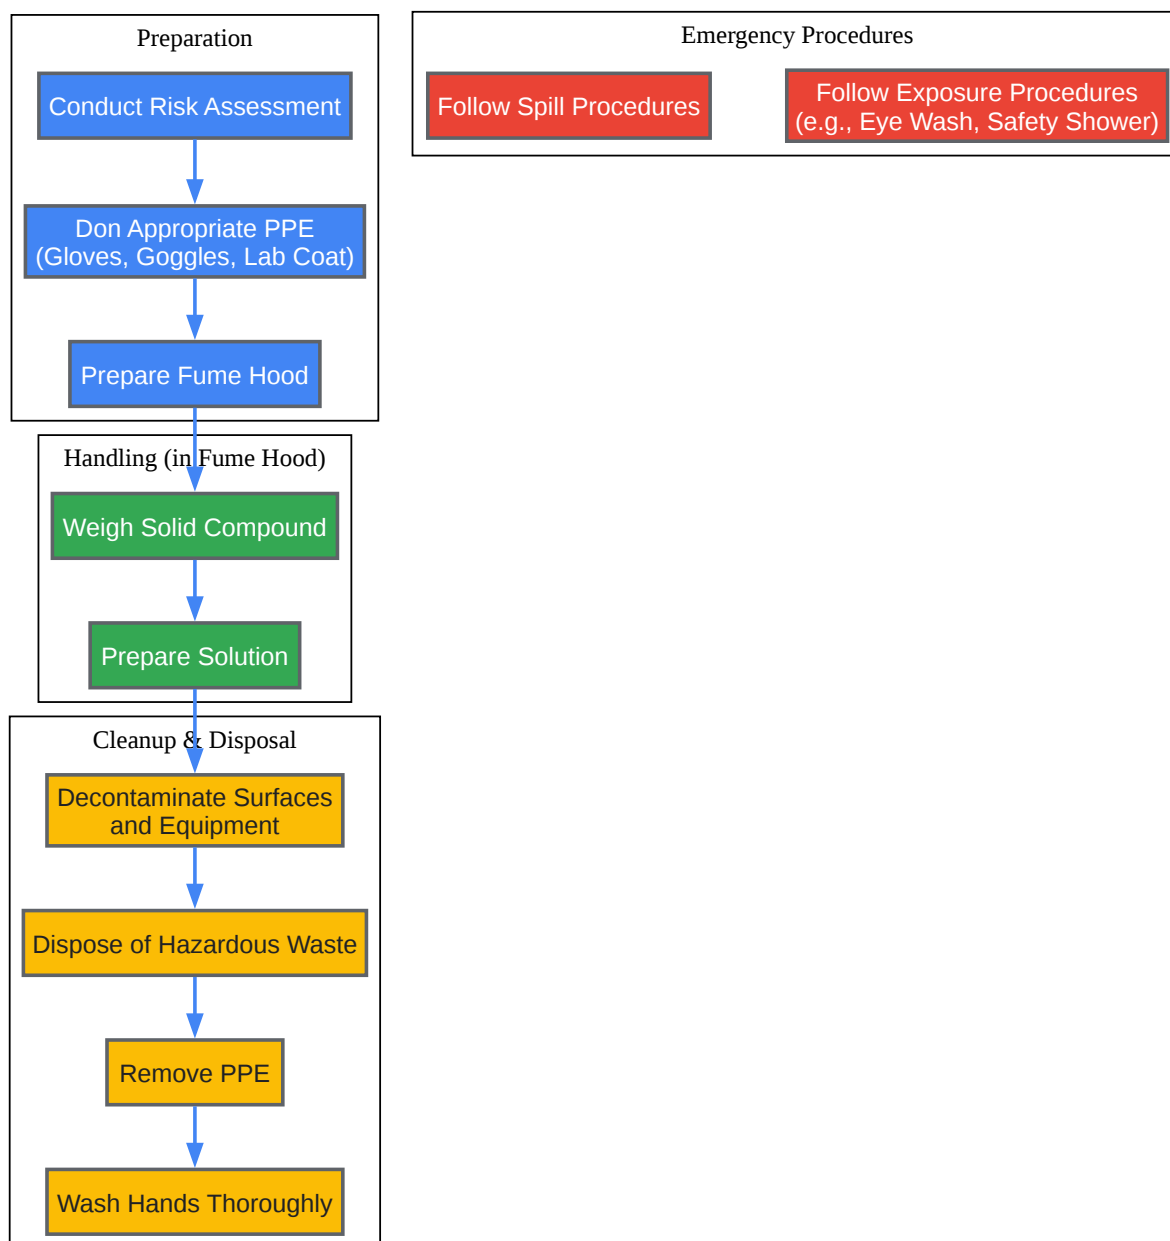 Preparation
Conduct Risk Assessment
Don Appropriate PPE
(Gloves, Goggles, Lab Coat)
Prepare Fume Hood
Handling (in Fume Hood)
Weigh Solid Compound
Prepare Solution
Cleanup & Disposal
Decontaminate Surfaces
and Equipment
Dispose of Hazardous Waste
Remove PPE
Wash Hands Thoroughly
Emergency Procedures
Follow Spill Procedures
Follow Exposure Procedures
(e.g., Eye Wash, Safety Shower)